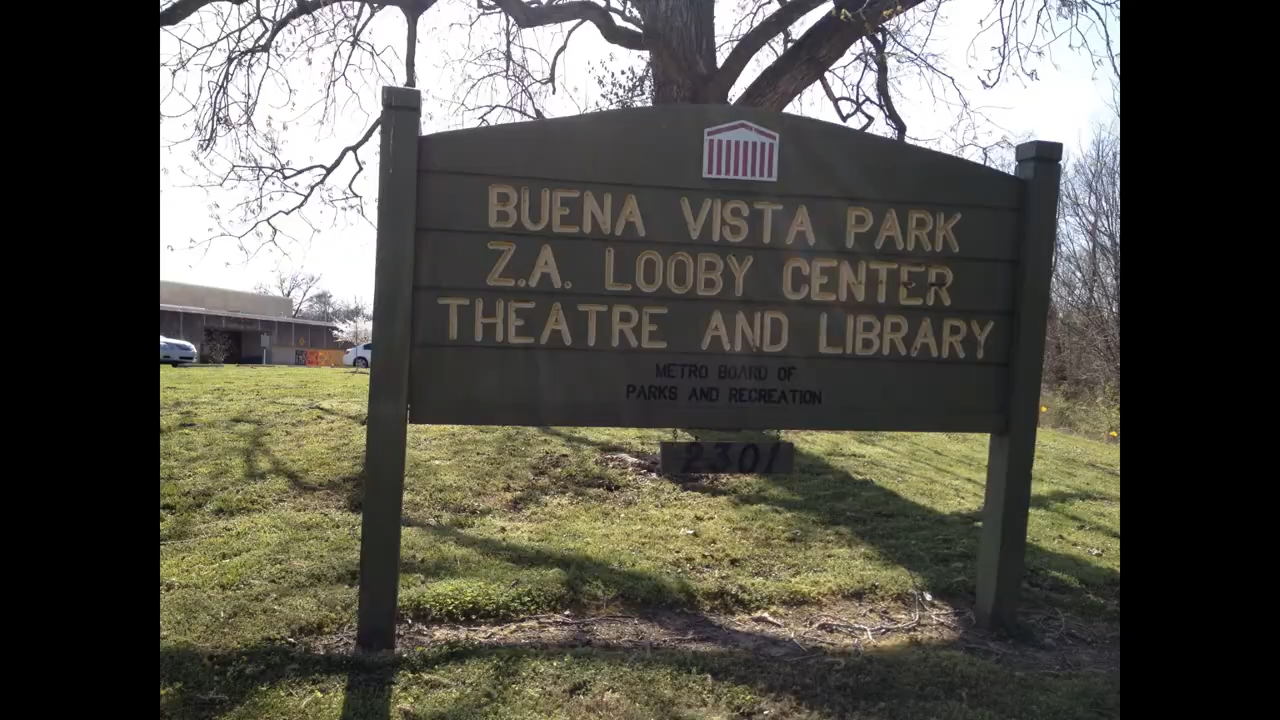 BUENA VISTA PARK
Z.A. LOOBY CENTER
THEATRE AND LIBRARY
METRO BOARD OF
PARKS AND RECREATION
2301